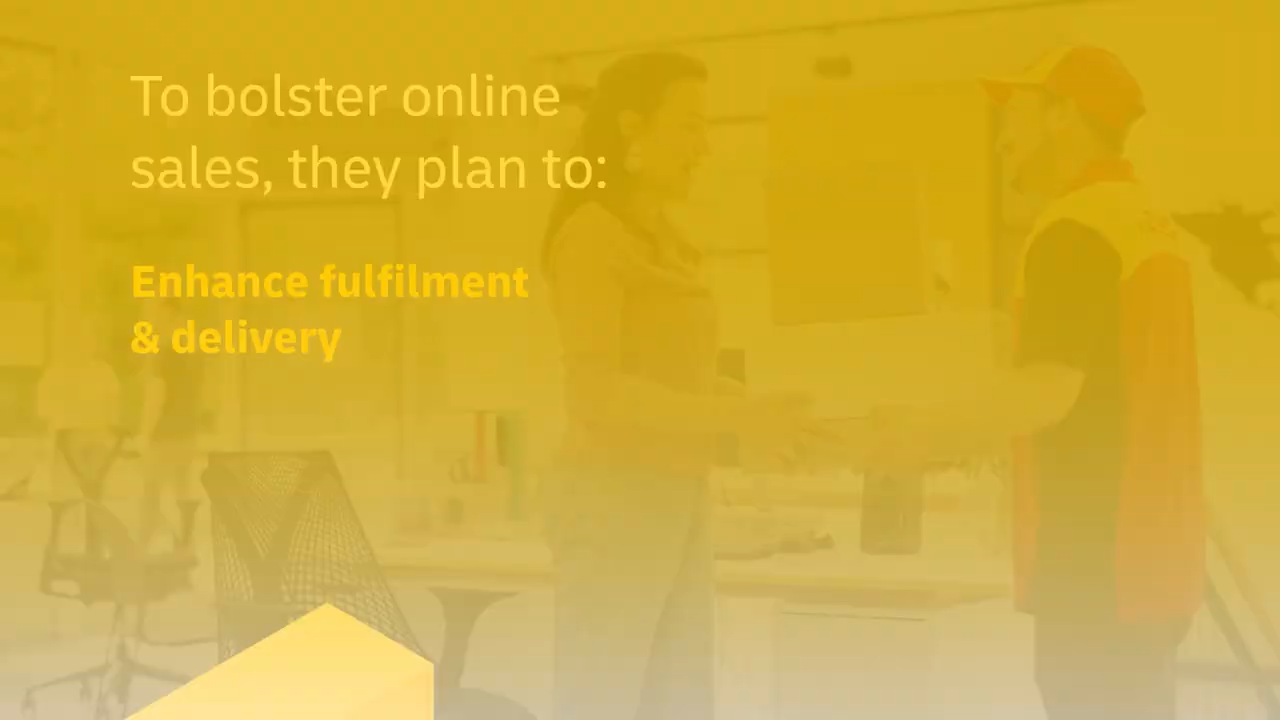 To bolster online
sales, they plan to:
Enhance fulfilment
& delivery